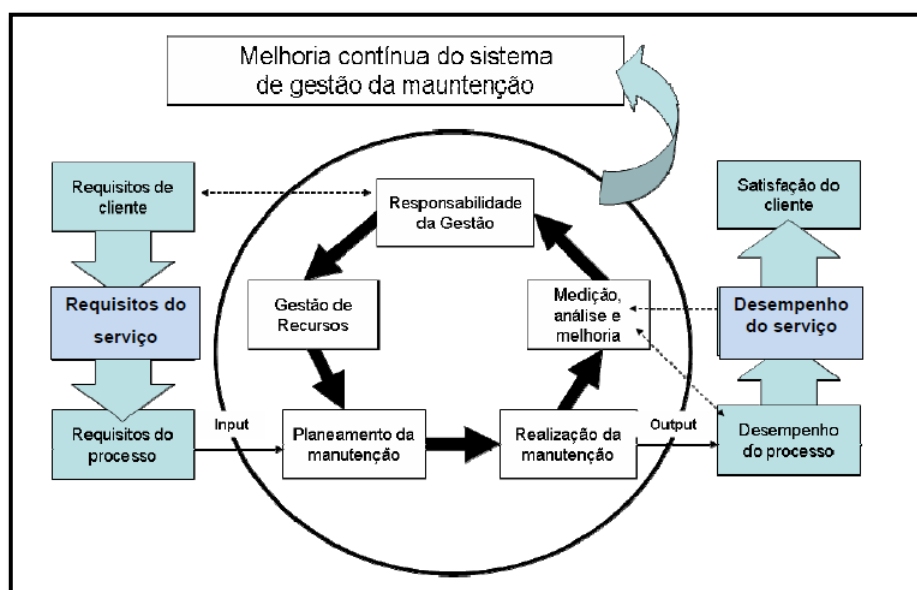 Melhoria contínua do sistema
de gestão da mauntenção
Requisitos de
cliente
Responsabilidade
da Gestão
Satisfação do
cliente
Requisitos do
serviço
Gestão de
Recursos
Medição,
análise e
melhoria
Desempenho
do serviço
Requisitos do
processo
Input
Planeamento da
manutenção
Realização da
manutenção
Output
Desempenho
do processo